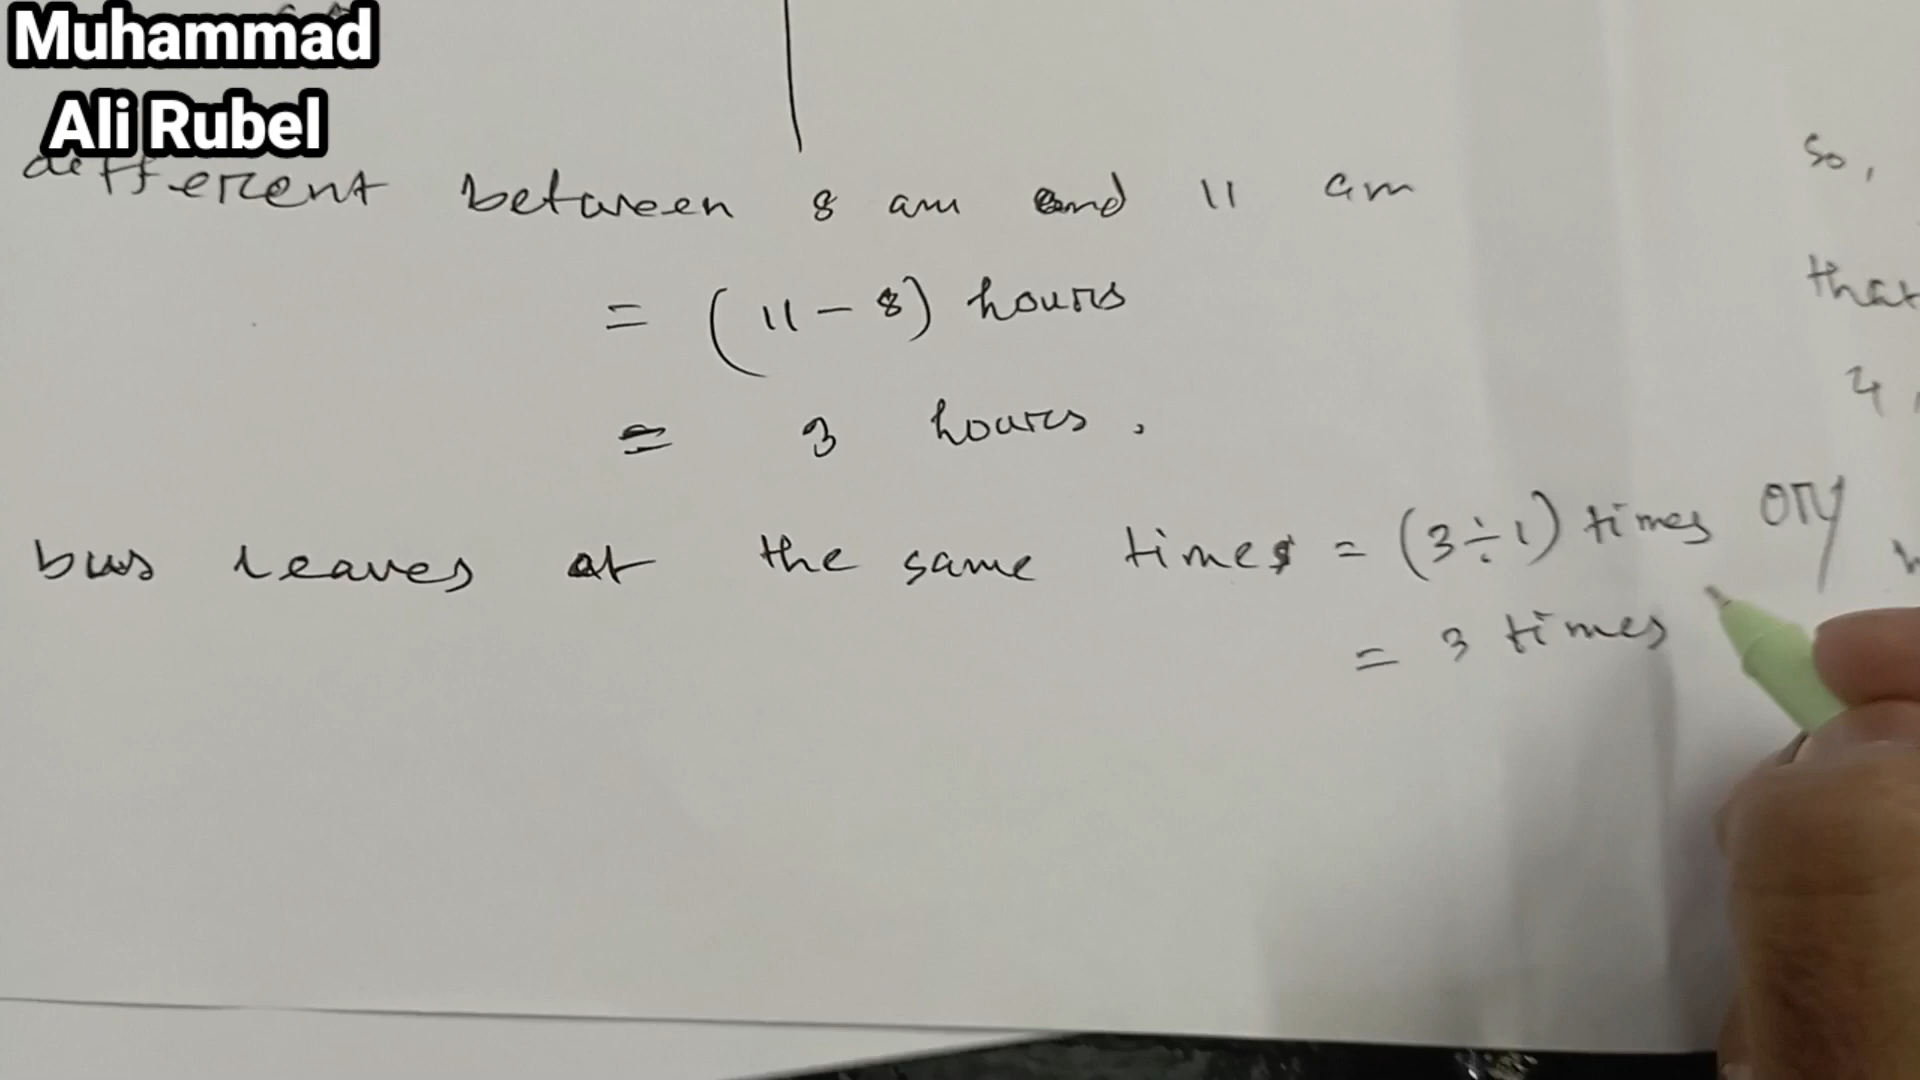 Muhammad
Ali Rubel
different between 8 am and 11 am
= (11 - 8) hours
= 3 hours.
bus leaves at the same times = (3 ÷ 1) times
= 3 times
So,
that
4,